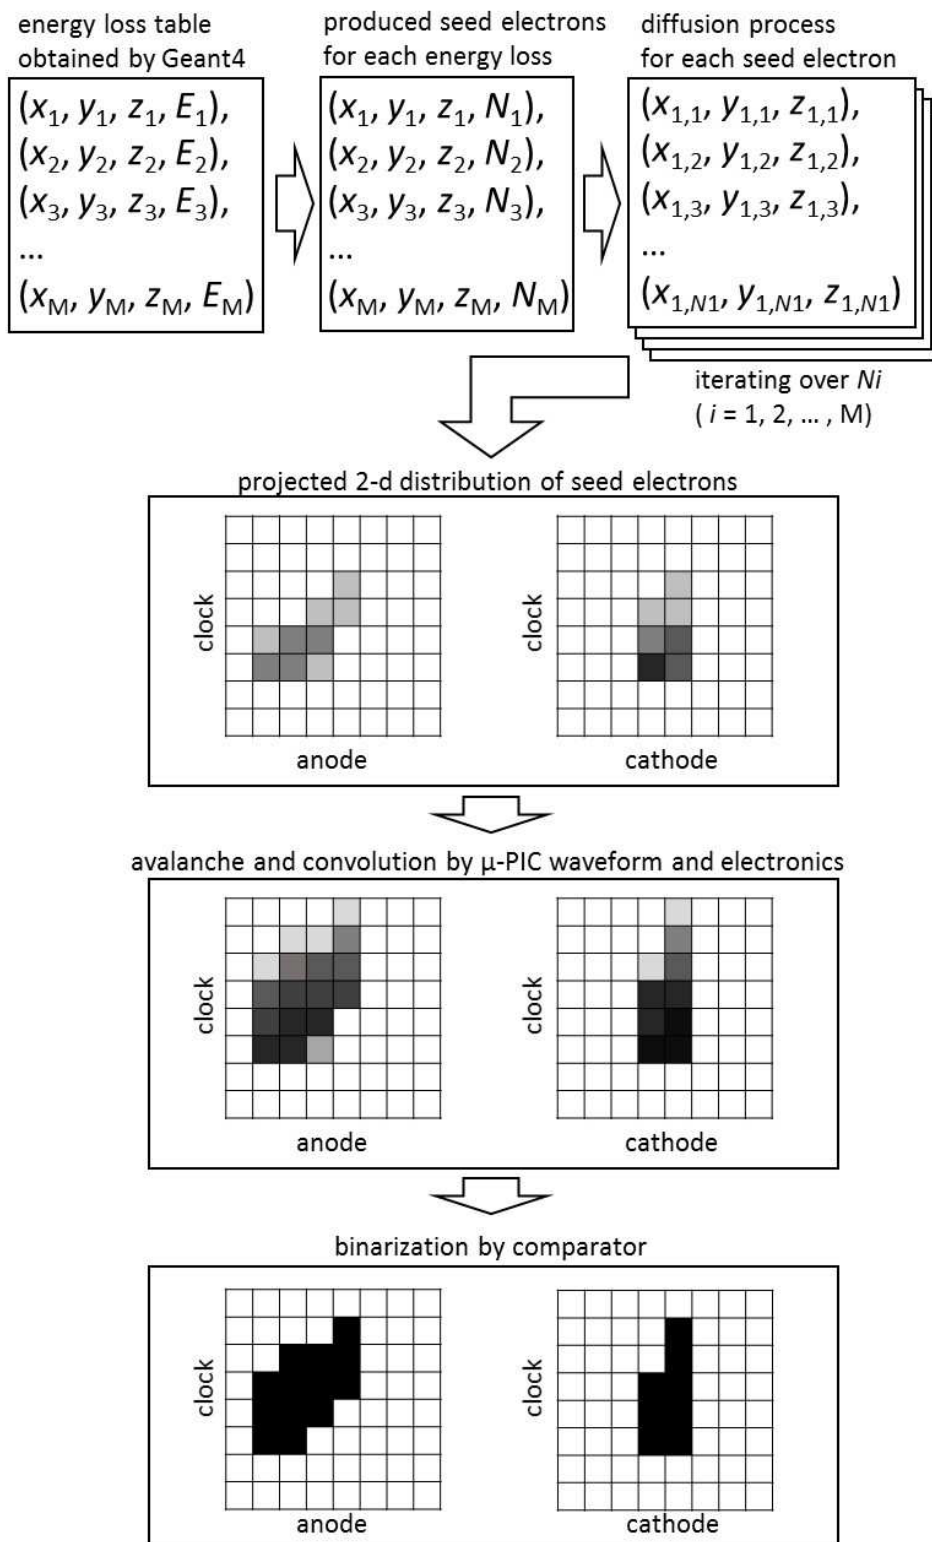 energy loss table
obtained by Geant4
(x1, y1, z1, E1),
(x2, y2, z2, E2),
(x3, y3, z3, E3),
...
(xM, yM, zM, EM)
produced seed electrons
for each energy loss
(x1, y1, z1, N1),
(x2, y2, z2, N2),
(x3, y3, z3, N3),
...
(xM, yM, zM, NM)
diffusion process
for each seed electron
(x1,1, y1,1, z1,1),
(x1,2, y1,2, z1,2),
(x1,3, y1,3, z1,3),
...
(x1,N1, y1,N1, z1,N1)
iterating over Ni
( i = 1, 2, ... , M)
projected 2-d distribution of seed electrons
clock
anode
clock
cathode
avalanche and convolution by μ-PIC waveform and electronics
clock
anode
clock
cathode
binarization by comparator
clock
anode
clock
cathode